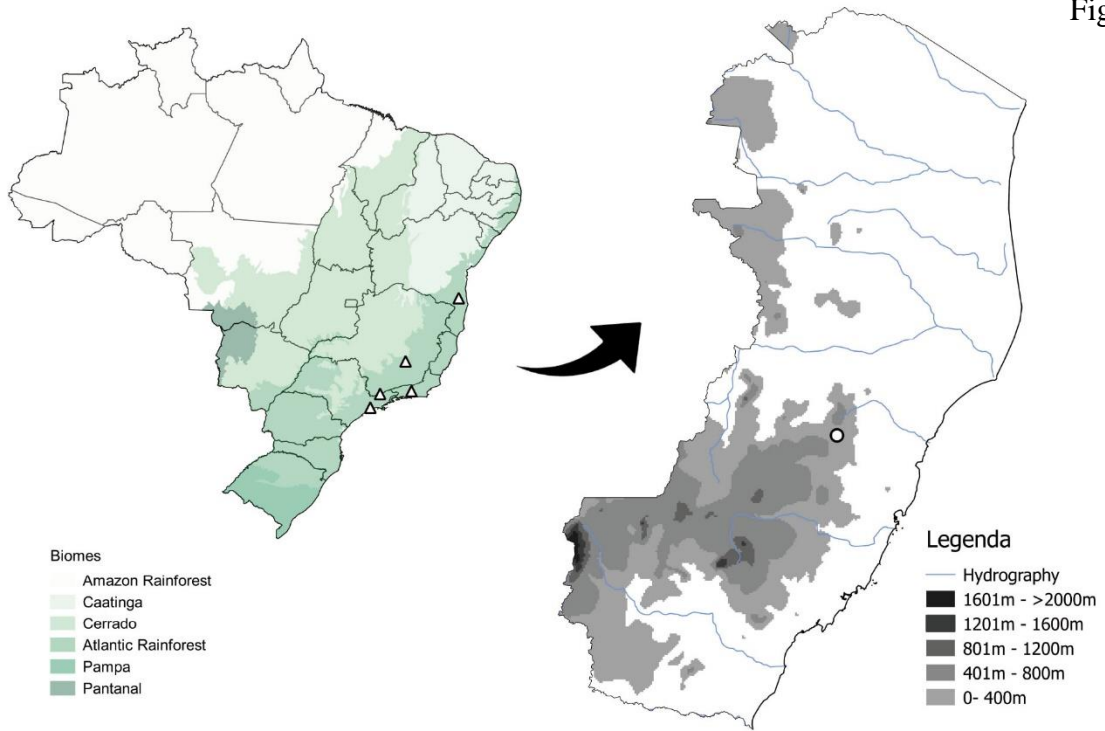 Fig
Biomes
Amazon Rainforest
Caatinga
Cerrado
Atlantic Rainforest
Pampa
Pantanal
Legenda
Hydrography
1601m - >2000m
1201m - 1600m
801m - 1200m
401m - 800m
0- 400m